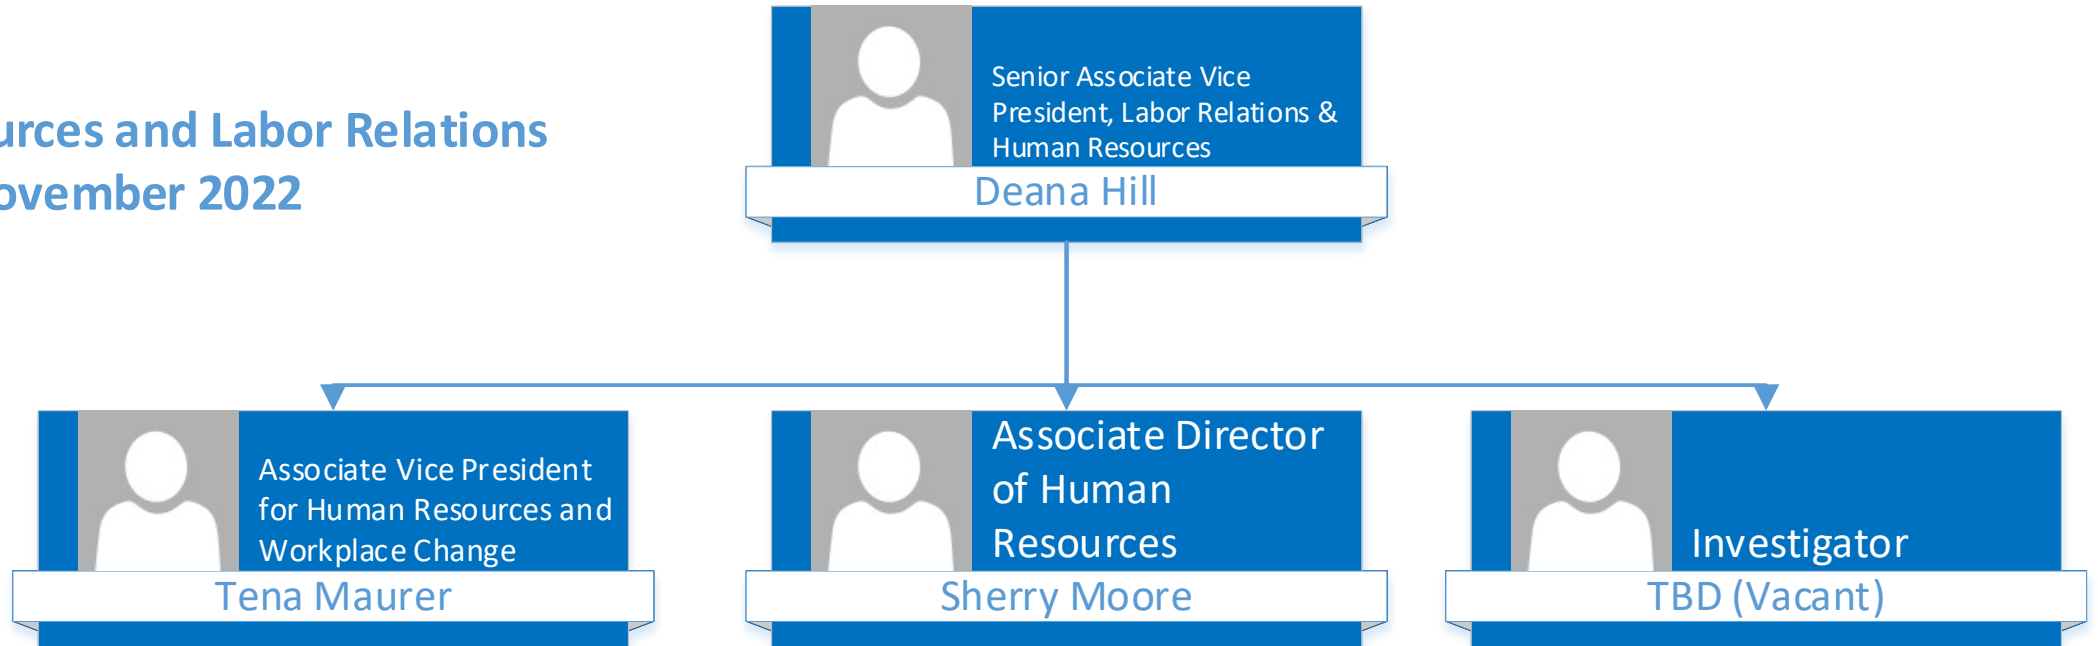 urces and Labor Relations
ovember 2022
Senior Associate Vice
President, Labor Relations &
Human Resources
Deana Hill
Associate Vice President
for Human Resources and
Workplace Change
Tena Maurer
Associate Director
of Human
Resources
Sherry Moore
Investigator
TBD (Vacant)